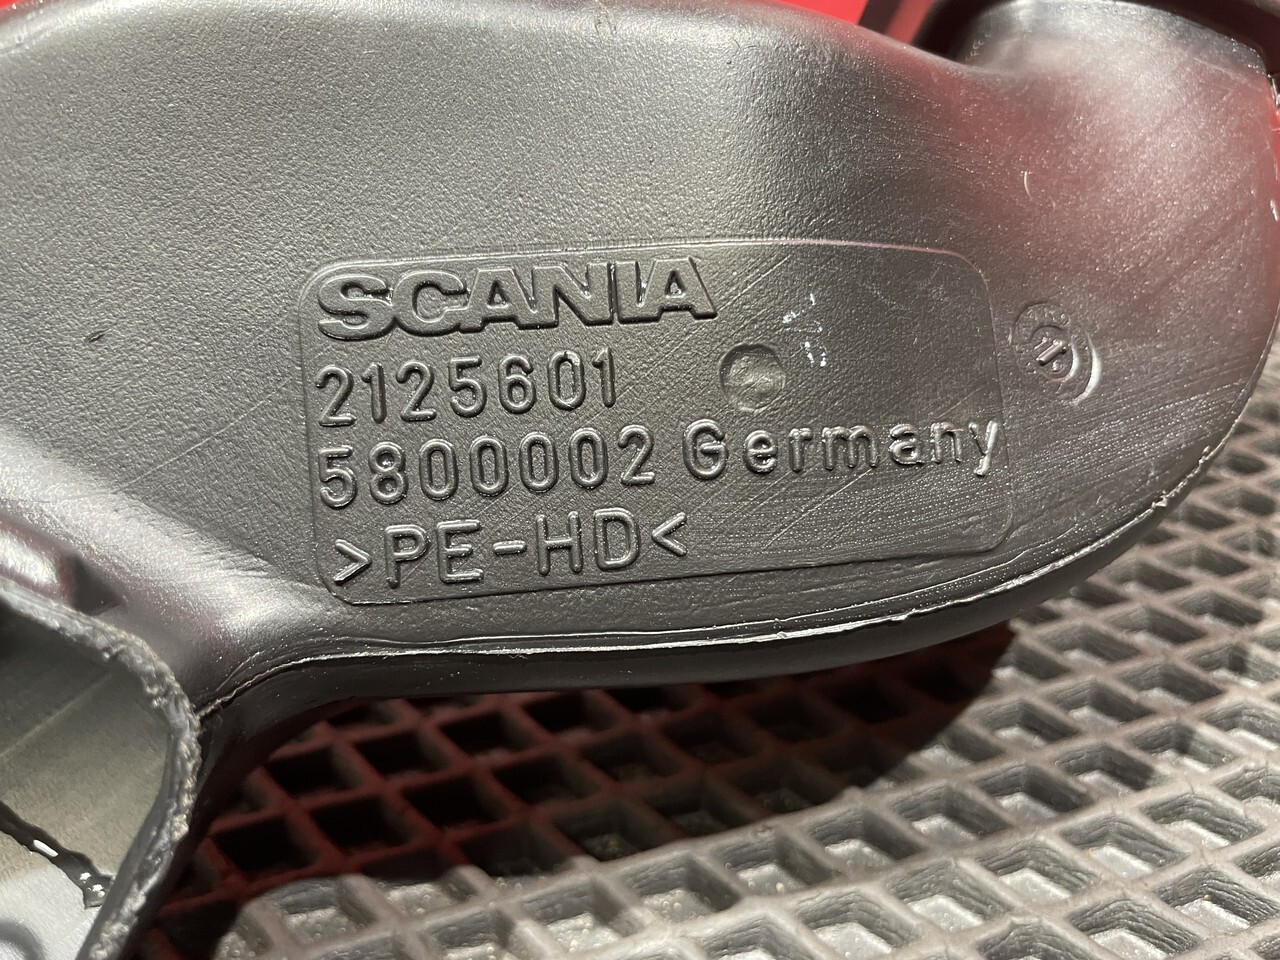 SCANIA
2125601
5800002 Germany
>PE-HD<